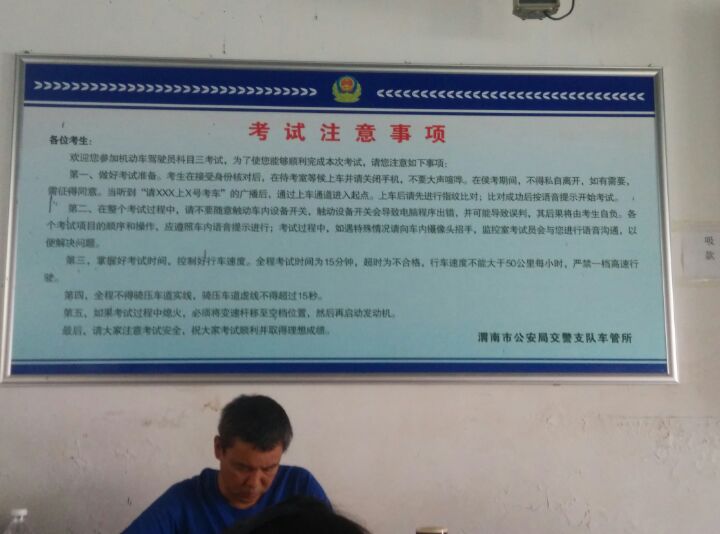 考试注意事项
各位考生:
欢迎您参加机动车驾驶员科目三考试，为了使您能够顺利完成本次考试，请您注意如下事项:
第一、做好考试准备。考生在接受身份核对后，在待考室等候上车并请关闭手机，不要大声喧哗。在候考期间，不得私自离开，如有需要，
需征得同意。当听到“请XXX上X号考车”的广播后，通过上车通道进入起点。上车后请先进行指纹比对；比对成功后按语音提示开始考试。
第二、在整个考试过程中，请不要随意触动车内设备开关，触动设备开关会导致电脑程序出错，并可能导致误判，其后果将由考生自负。各
个考试项目的顺序和操作，应遵照车内语音提示进行；考试过程中，如遇特殊情况请向车内摄像头招手，监控室考试员会与您进行语音沟通，以
便解决问题。
第三、掌握好考试时间，控制好行车速度。全程考试时间为15分钟，超时为不合格，行车速度不能大于50公里每小时，严禁一档高速行
驶。
第四、全程不得骑压车道实线，骑压车道虚线不得超过15秒。
第五、如果考试过程中熄火，必须将变速杆移至空档位置，然后再启动发动机。
最后、请大家注意考试安全，祝大家考试顺利并取得理想成绩。
渭南市公安局交警支队车管所